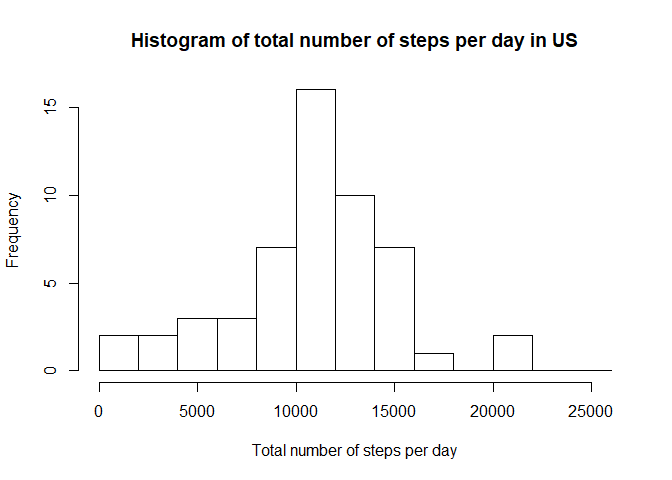 Histogram of total number of steps per day in US
Frequency
15
10
5
0
0 5000 10000 15000 20000 25000
Total number of steps per day